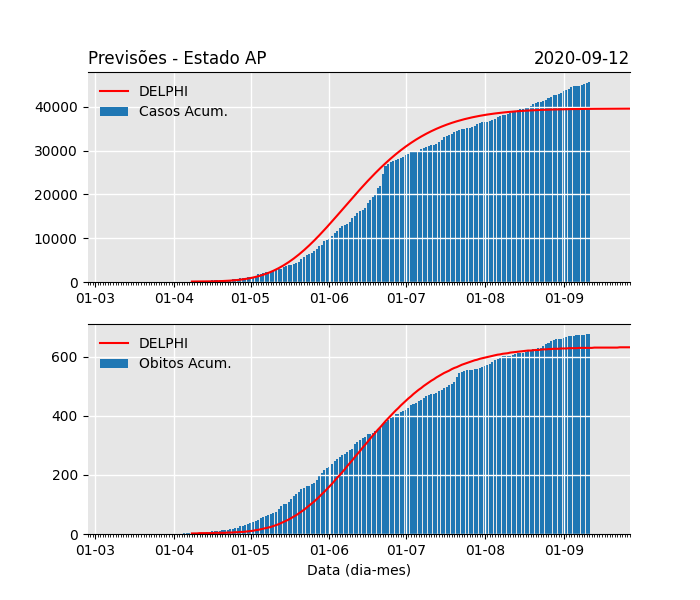 Previsões - Estado AP 2020-09-12
DELPHI
Casos Acum.
40000
30000
20000
10000
0
01-03 01-04 01-05 01-06 01-07 01-08 01-09
DELPHI
Obitos Acum.
600
400
200
0
01-03 01-04 01-05 01-06 01-07 01-08 01-09
Data (dia-mes)